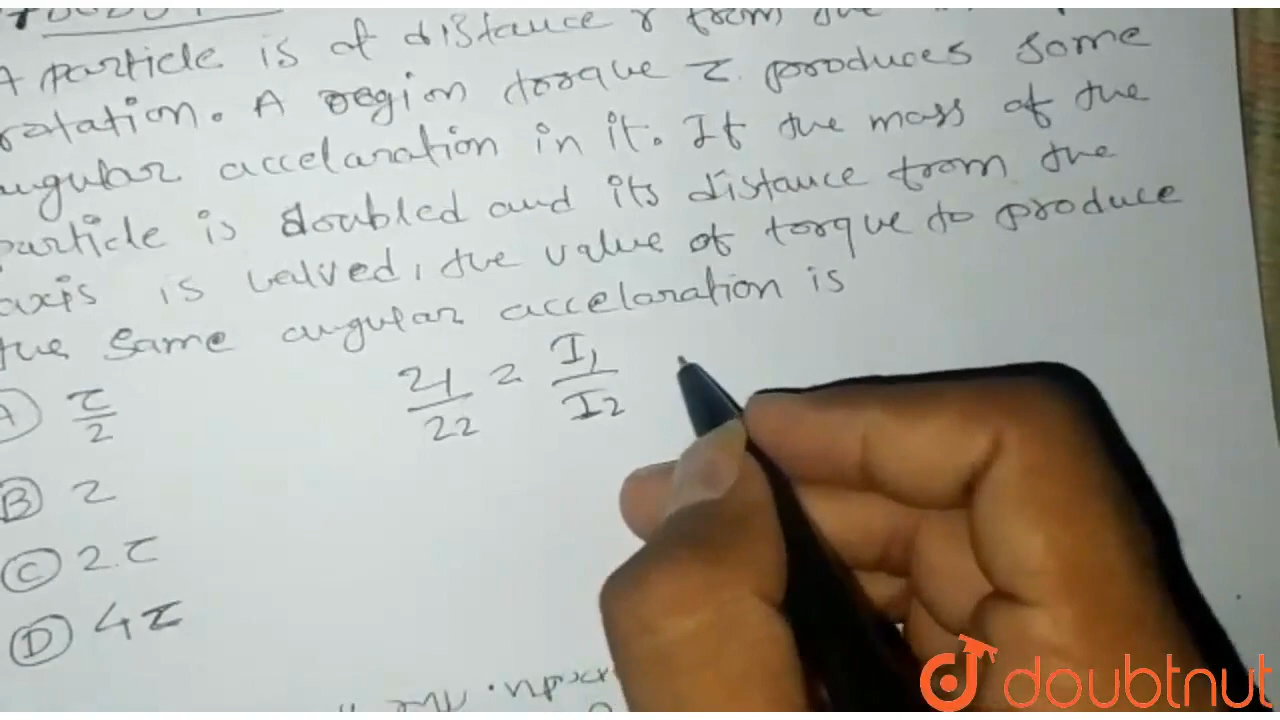 A particle is at distance r from the
rotation. A region torque τ produces some
angular accelaration in it. If the mass of the
particle is doubled and its distance from the
axis is halved, the value of torque to produce
the same angular accelaration is
A τ/2
τ1/τ2 = I1/I2
B τ
C 2τ
D 4τ
doubtnut